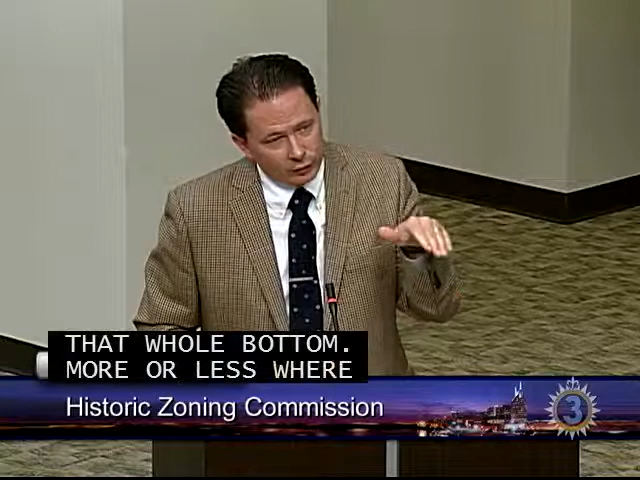 THAT WHOLE BOTTOM.
MORE OR LESS WHERE
Historic Zoning Commission
3